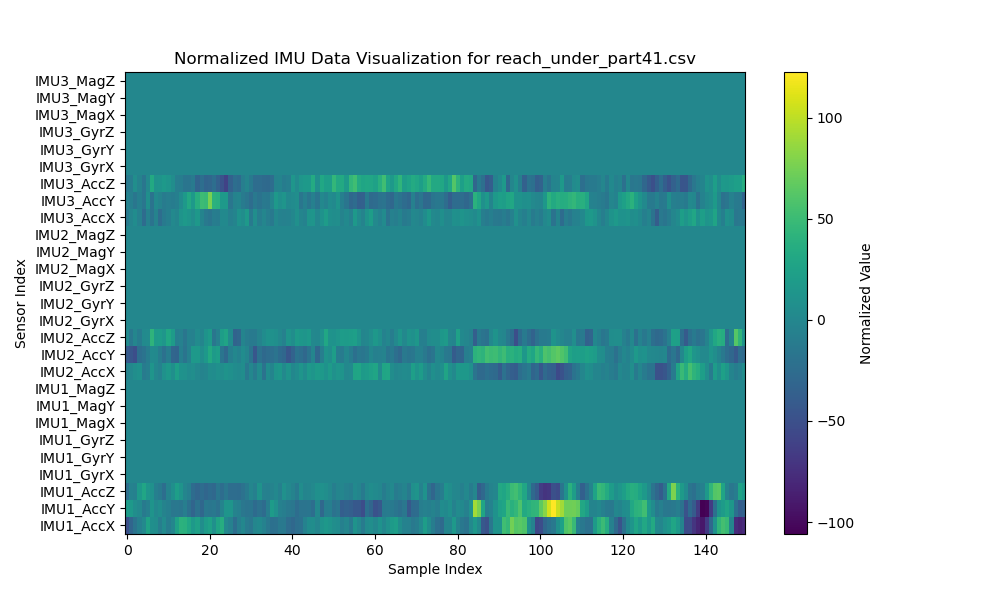 Normalized IMU Data Visualization for reach_under_part41.csv
IMU3_MagZ
IMU3_MagY
IMU3_MagX
IMU3_GyrZ
IMU3_GyrY
IMU3_GyrX
IMU3_AccZ
IMU3_AccY
IMU3_AccX
IMU2_MagZ
IMU2_MagY
IMU2_MagX
IMU2_GyrZ
IMU2_GyrY
IMU2_GyrX
IMU2_AccZ
IMU2_AccY
IMU2_AccX
IMU1_MagZ
IMU1_MagY
IMU1_MagX
IMU1_GyrZ
IMU1_GyrY
IMU1_GyrX
IMU1_AccZ
IMU1_AccY
IMU1_AccX
Sensor Index
0 20 40 60 80 100 120 140
Sample Index
100
50
0
−50
−100
Normalized Value